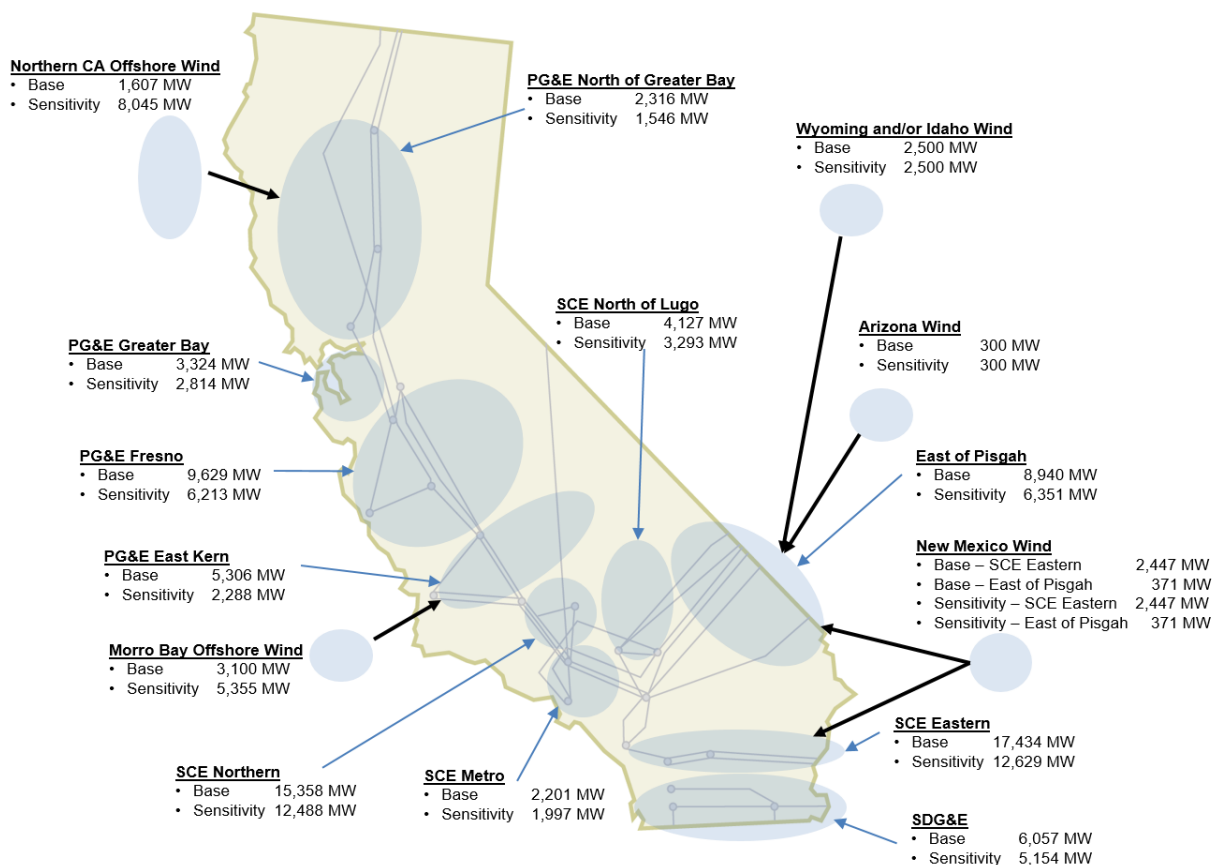 Northern CA Offshore Wind
• Base 1,607 MW
• Sensitivity 8,045 MW
PG&E North of Greater Bay
• Base 2,316 MW
• Sensitivity 1,546 MW
Wyoming and/or Idaho Wind
• Base 2,500 MW
• Sensitivity 2,500 MW
SCE North of Lugo
• Base 4,127 MW
• Sensitivity 3,293 MW
Arizona Wind
• Base 300 MW
• Sensitivity 300 MW
PG&E Greater Bay
• Base 3,324 MW
• Sensitivity 2,814 MW
PG&E Fresno
• Base 9,629 MW
• Sensitivity 6,213 MW
East of Pisgah
• Base 8,940 MW
• Sensitivity 6,351 MW
New Mexico Wind
• Base – SCE Eastern 2,447 MW
• Base – East of Pisgah 371 MW
• Sensitivity – SCE Eastern 2,447 MW
• Sensitivity – East of Pisgah 371 MW
PG&E East Kern
• Base 5,306 MW
• Sensitivity 2,288 MW
Morro Bay Offshore Wind
• Base 3,100 MW
• Sensitivity 5,355 MW
SCE Eastern
• Base 17,434 MW
• Sensitivity 12,629 MW
SCE Northern
• Base 15,358 MW
• Sensitivity 12,488 MW
SCE Metro
• Base 2,201 MW
• Sensitivity 1,997 MW
SDG&E
• Base 6,057 MW
• Sensitivity 5,154 MW